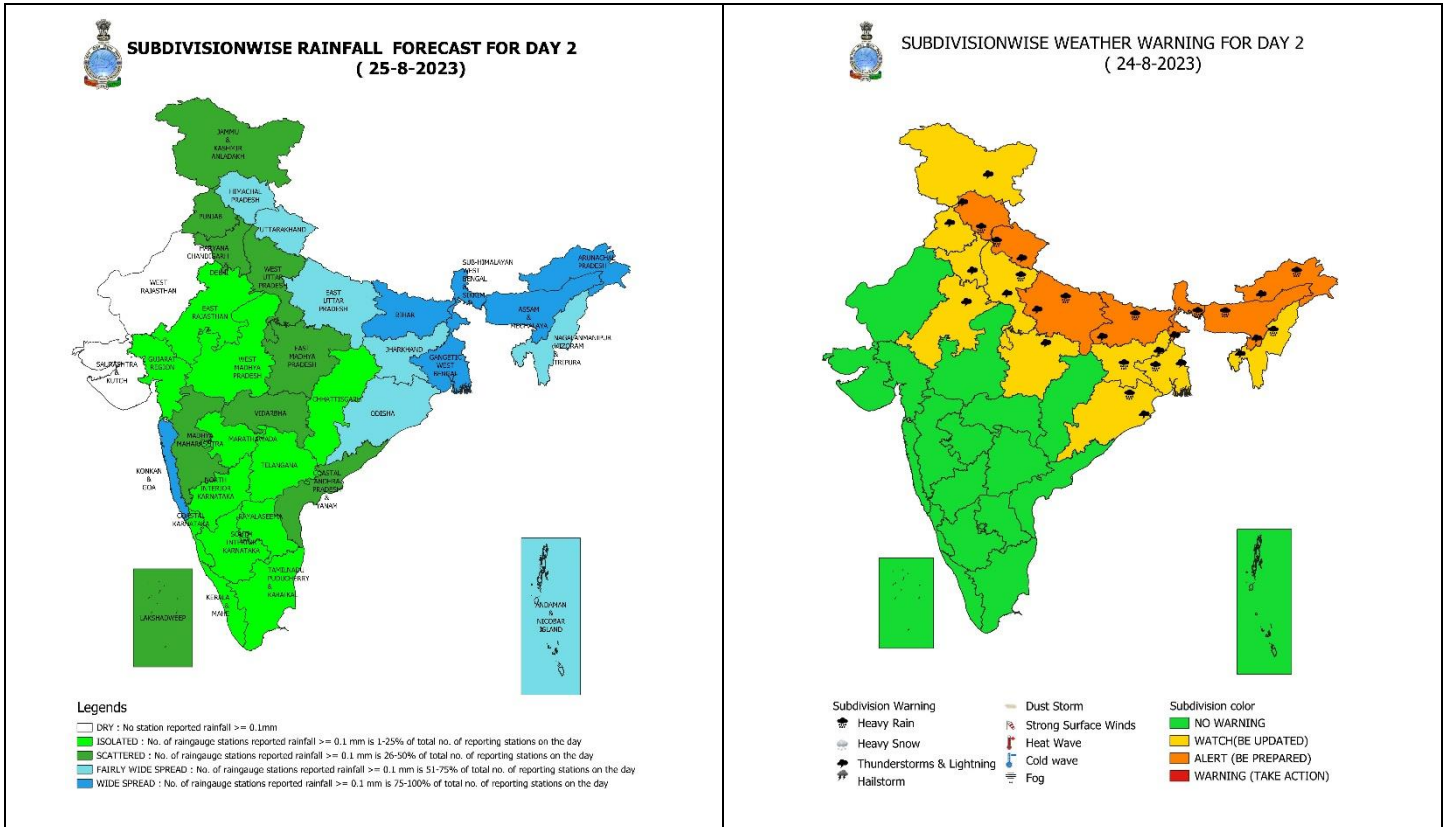 SUBDIVISIONWISE RAINFALL FORECAST FOR DAY 2
( 25-8-2023)
JAMMU
&
KASHMIR
ANLADAKH
HIMACHAL
PRADESH
PUNJAB
UTTARAKHAND
HARYANA
CHANDIGARH
&
DELHI
WEST
UTTAR
PRADESH
WEST
RAJASTHAN
EAST
RAJASTHAN
EAST
UTTAR
PRADESH
SUB-HIMALAYAN
WEST
BENGAL
&
SIKKIM
ARUNACHAL
PRADESH
BIHAR
ASSAM
&
MEGHALAYA
NAGALANMANIPUR
MIZORAM
&
TRIPURA
JHARKHAND
GANGETIC
WEST
BENGAL
SAURASHTRA
&
KUTCH
GUJARAT
REGION
WEST
MADHYA
PRADESH
EAST
MADHYA
PRADESH
CHHATTISGARH
ODISHA
VIDARBHA
MADHYA
MAHARASHTRA
MARATHAWADA
TELANGANA
KONKAN
&
GOA
NORTH
INTERIOR
KARNATAKA
COASTAL
ANDHRA
PRADESH
&
YANAM
COASTAL
KARNATAKA
RAYALASEEMA
SOUTH
INTERIOR
KARNATAKA
TAMILNADU
PUDUCHERRY
&
KARAIKAL
KERALA
&
MAHE
LAKSHADWEEP
ANDAMAN
&
NICOBAR
ISLAND
Legends
DRY : No station reported rainfall >= 0.1mm
ISOLATED : No. of raingauge stations reported rainfall >= 0.1 mm is 1-25% of total no. of reporting stations on the day
SCATTERED : No. of raingauge stations reported rainfall >= 0.1 mm is 26-50% of total no. of reporting stations on the day
FAIRLY WIDE SPREAD : No. of raingauge stations reported rainfall >= 0.1 mm is 51-75% of total no. of reporting stations on the day
WIDE SPREAD : No. of raingauge stations reported rainfall >= 0.1 mm is 75-100% of total no. of reporting stations on the day
SUBDIVISIONWISE WEATHER WARNING FOR DAY 2
( 24-8-2023)
Subdivision Warning
Heavy Rain
Heavy Snow
Thunderstorms & Lightning
Hailstorm
Dust Storm
Strong Surface Winds
Heat Wave
Cold wave
Fog
Subdivision color
NO WARNING
WATCH(BE UPDATED)
ALERT (BE PREPARED)
WARNING (TAKE ACTION)